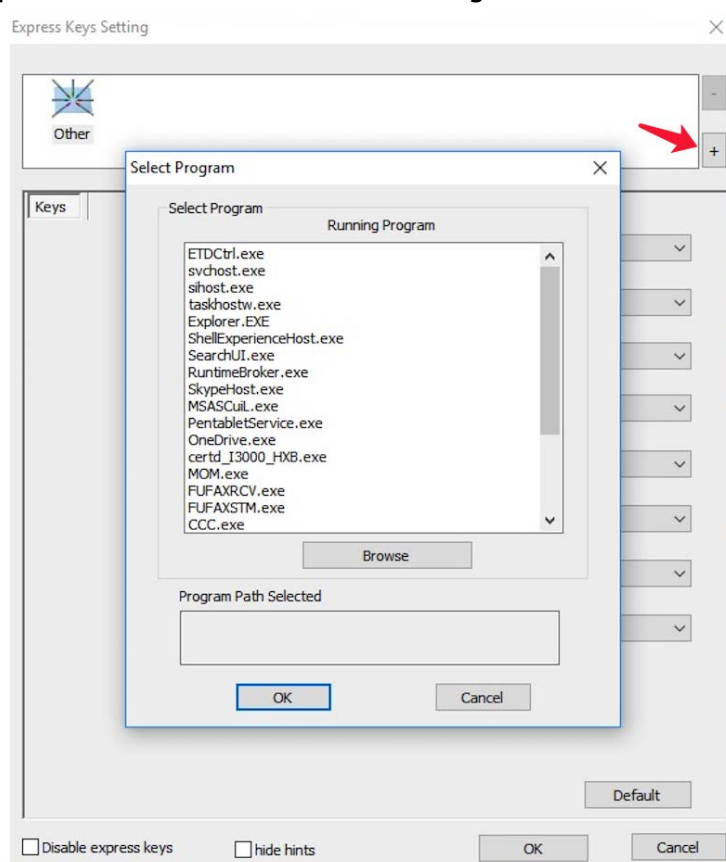 Express Keys Setting
-
Other
+
Select Program
Keys
Select Program
Running Program
ETDCtrl.exe
svchost.exe
sihost.exe
taskhostw.exe
Explorer.EXE
ShellExperienceHost.exe
SearchUI.exe
RuntimeBroker.exe
SkypeHost.exe
MSASCuiL.exe
PentabletService.exe
OneDrive.exe
certd_I3000_HXB.exe
MOM.exe
FUFAXRCV.exe
FUFAXSTM.exe
CCC.exe
Browse
Program Path Selected
OK Cancel
Default
Disable express keys hide hints OK Cancel